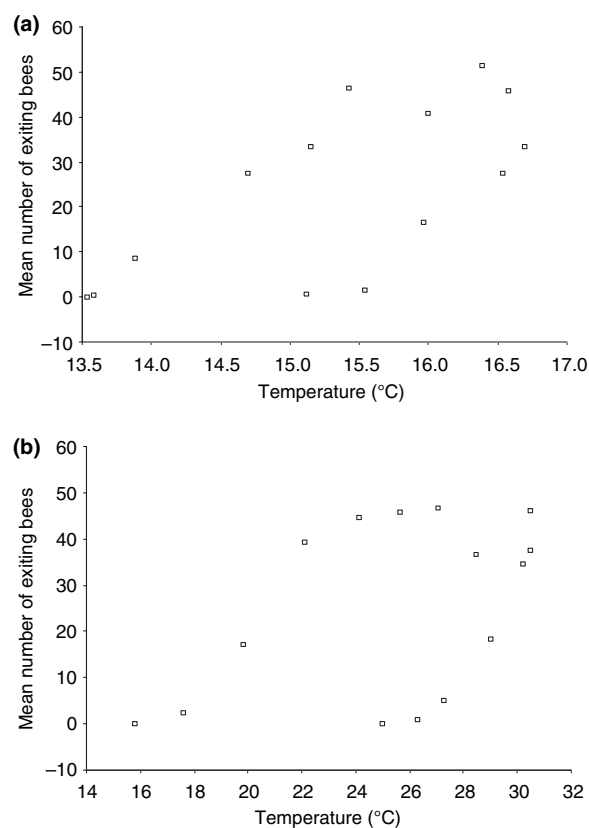 (a)
60
50
40
30
20
10
0
–10
Mean number of exiting bees
13.5 14.0 15.0 15.0 15.5 16.0 16.5 17.0
Temperature (°C)
(b)
60
50
40
30
20
10
0
–10
Mean number of exiting bees
14 16 18 20 22 24 26 28 30 32
Temperature (°C)